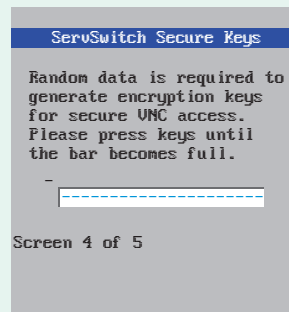 ServSwitch Secure Keys
Random data is required to
generate encryption keys
for secure VNC access.
Please press keys until
the bar becomes full.
-
---------------------
Screen 4 of 5